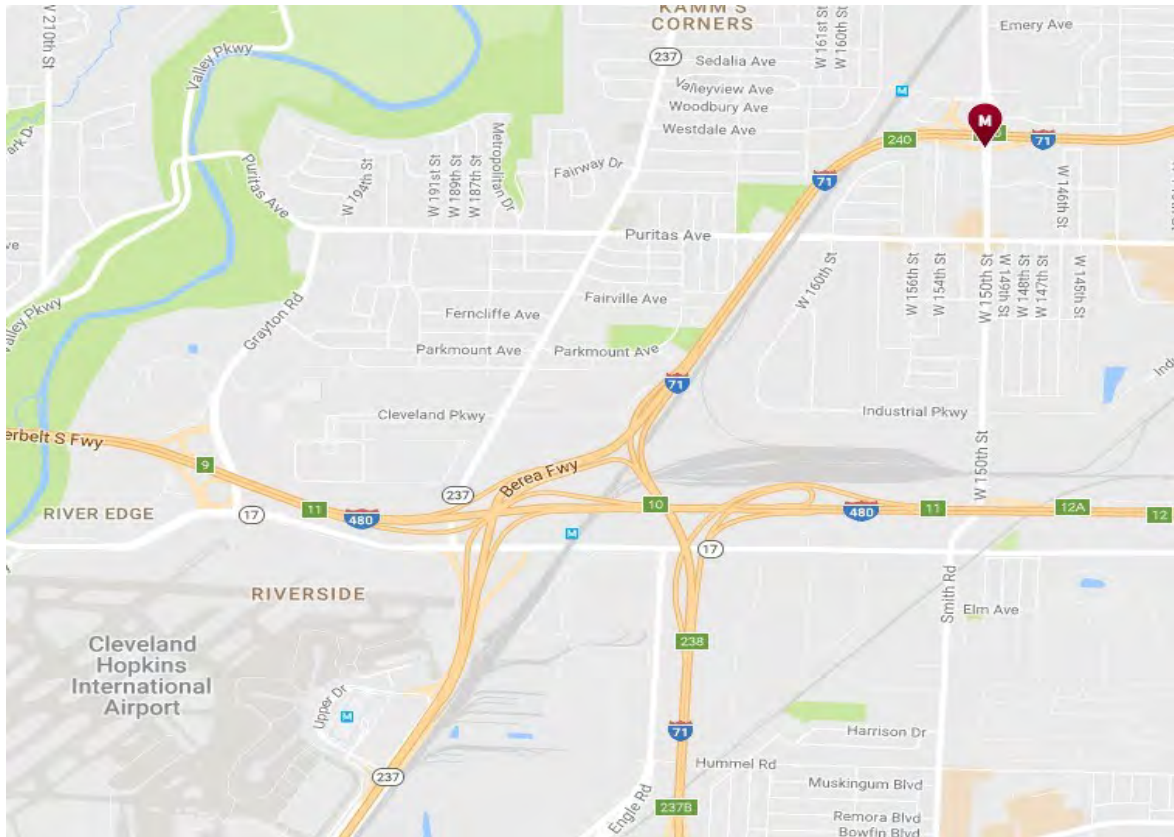 W 210th St
Valley Pkwy
KAMM'S
CORNERS
237
Sedalia Ave
Valleyview Ave
Woodbury Ave
Westdale Ave
W 161st St
W 160th St
M
Emery Ave
M
240
71
71
ark Dr
Metropolitan Dr
Fairway Dr
W 194th St
W 191st St
W 189th St
W 187th St
Puritas Ave
Puritas Ave
W 146th St
W 160th St
W 156th St
W 154th St
W 150th St
W 149th St
W 148th St
W 147th St
W 145th St
Valley Pkwy
Grayton Rd
Fairville Ave
Ferncliffe Ave
Parkmount Ave
Parkmount Ave
71
Cleveland Pkwy
Industrial Pkwy
erbelt S Fwy
9
237
Berea Fwy
W 150th St
RIVER EDGE
17
11
480
10
480
11
12A
12
M
17
RIVERSIDE
Smith Rd
Elm Ave
Cleveland
Hopkins
International
Airport
238
Upper Dr
M
71
Harrison Dr
237
Hummel Rd
Engle Rd
237B
Muskingum Blvd
Remora Blvd
Bowfin Blvd